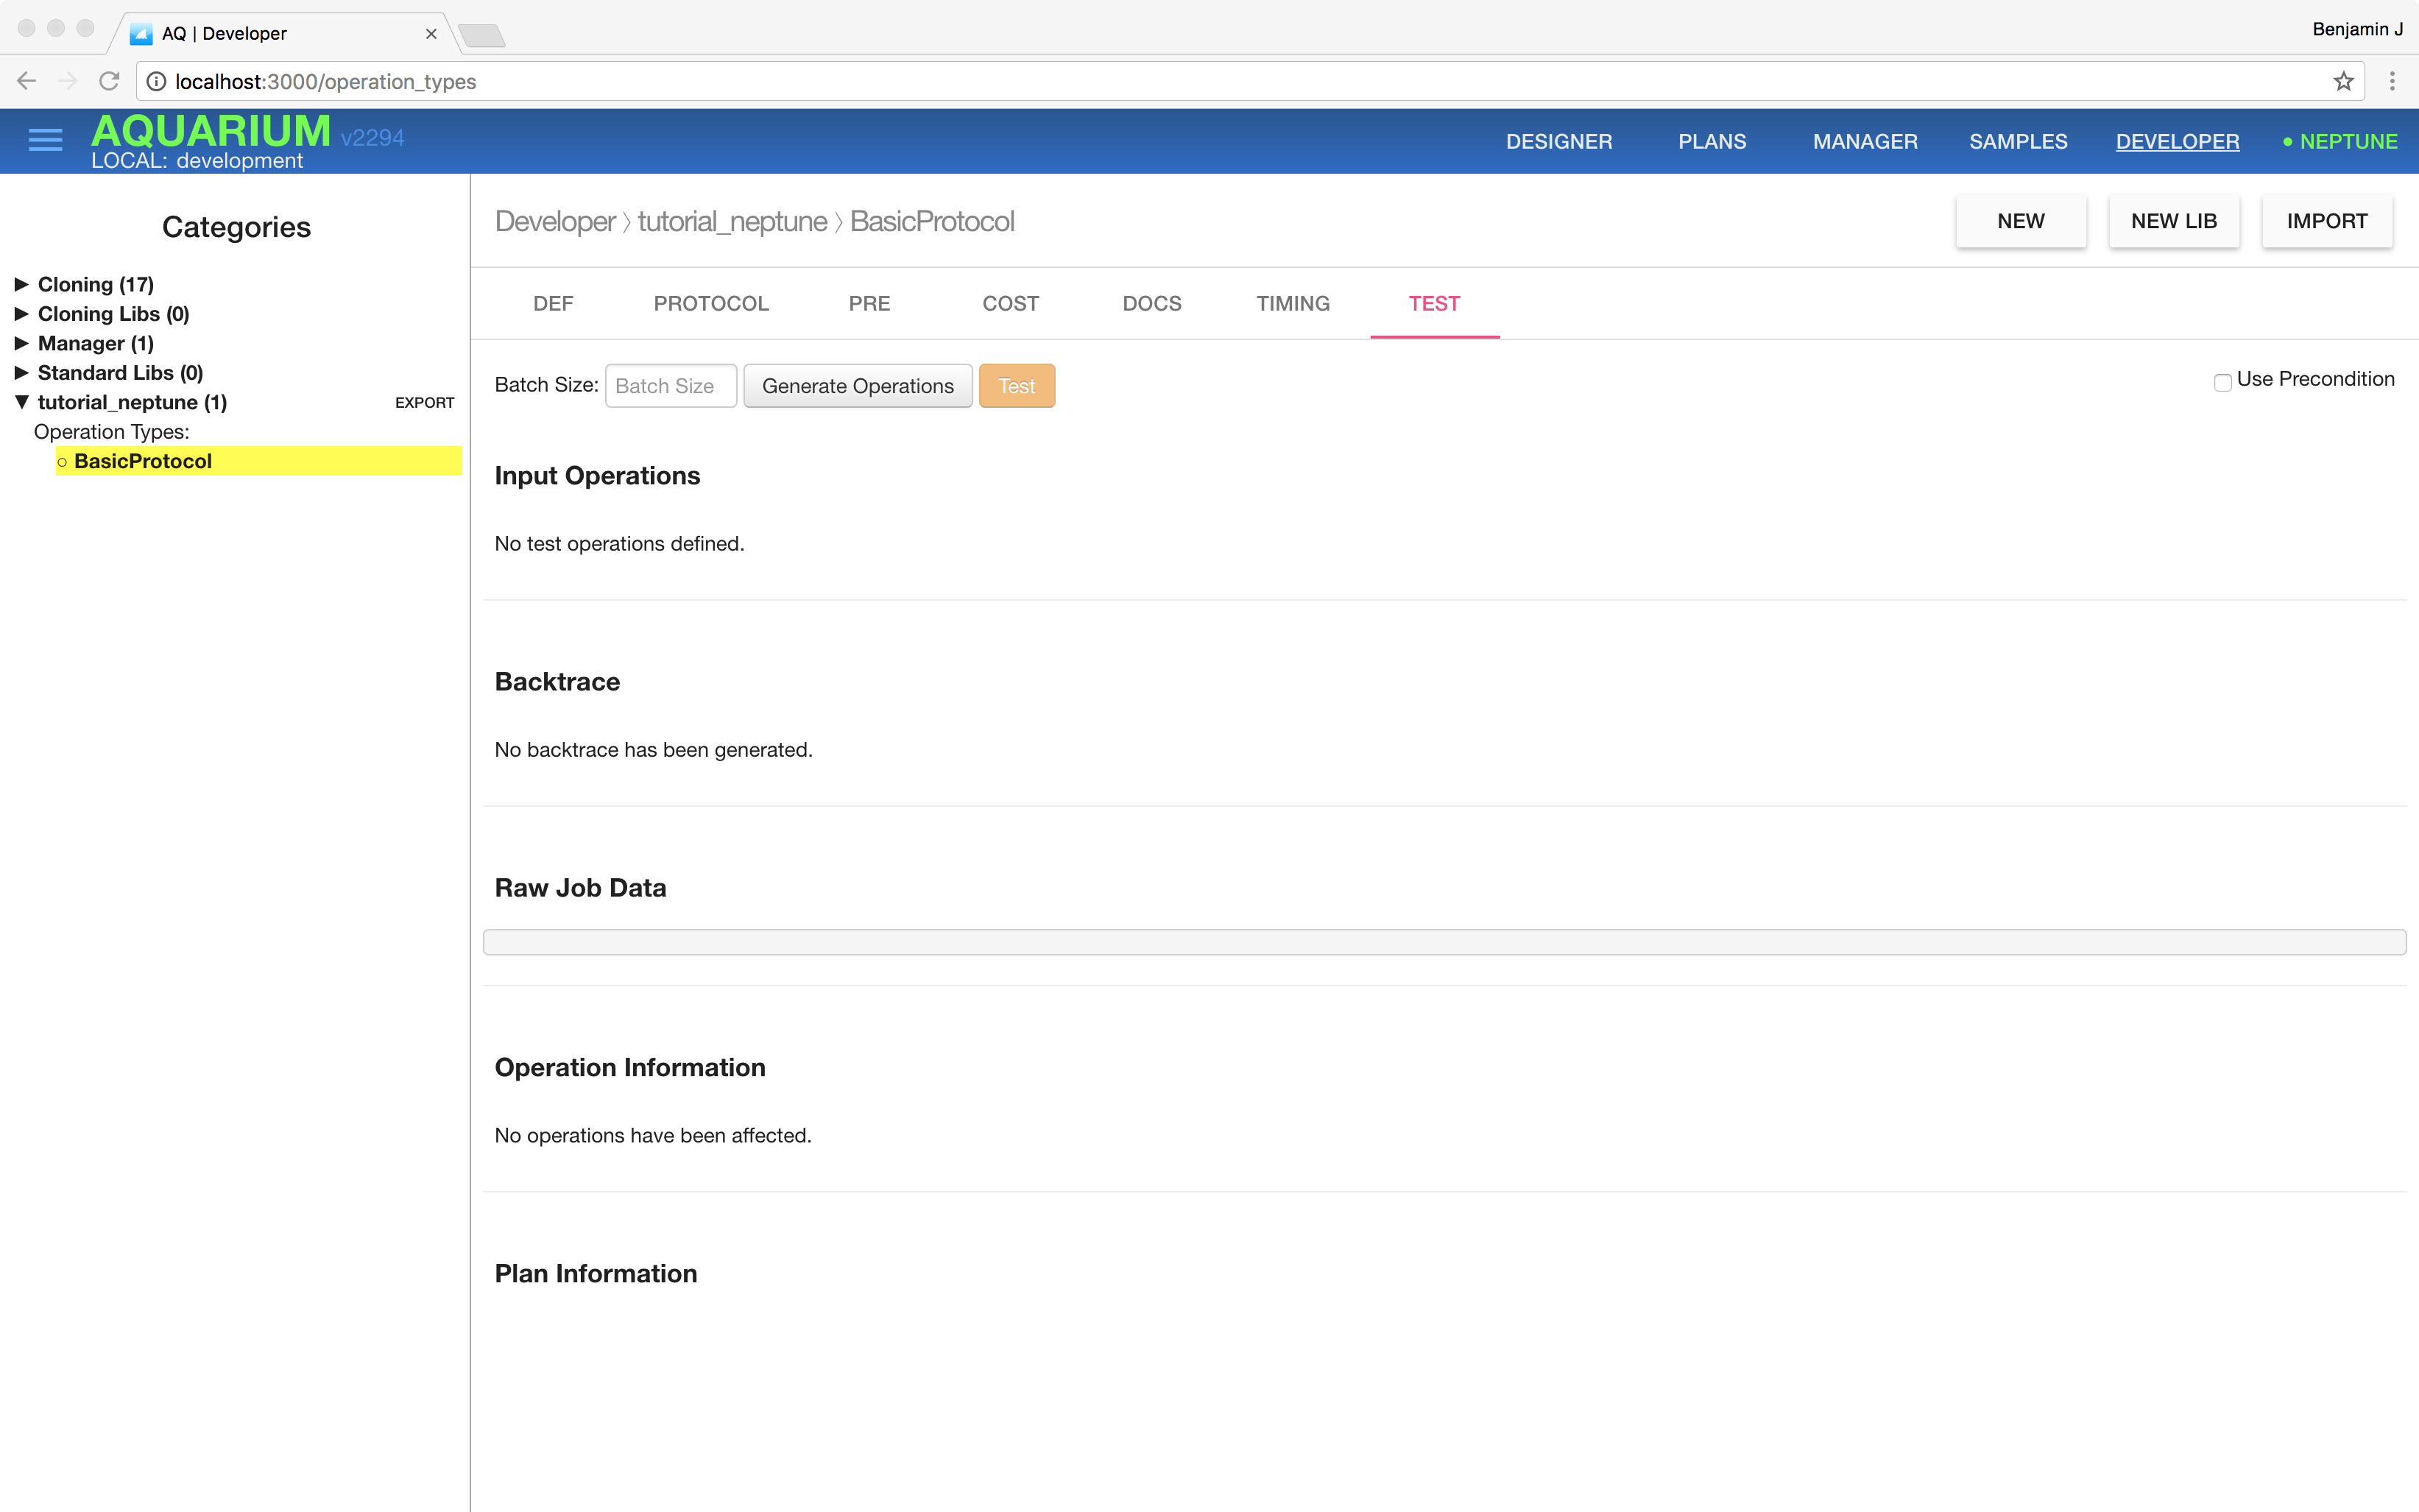 AQ | Developer
Benjamin J
localhost:3000/operation_types
AQUARIUM v2294
LOCAL: development
DESIGNER PLANS MANAGER SAMPLES DEVELOPER • NEPTUNE
Categories
▶ Cloning (17)
▶ Cloning Libs (0)
▶ Manager (1)
▶ Standard Libs (0)
▼ tutorial_neptune (1) EXPORT
Operation Types:
○ BasicProtocol
Developer 〉tutorial_neptune 〉BasicProtocol
NEW NEW LIB IMPORT
DEF PROTOCOL PRE COST DOCS TIMING TEST
Batch Size: Batch Size Generate Operations Test Use Precondition
Input Operations
No test operations defined.
Backtrace
No backtrace has been generated.
Raw Job Data
Operation Information
No operations have been affected.
Plan Information